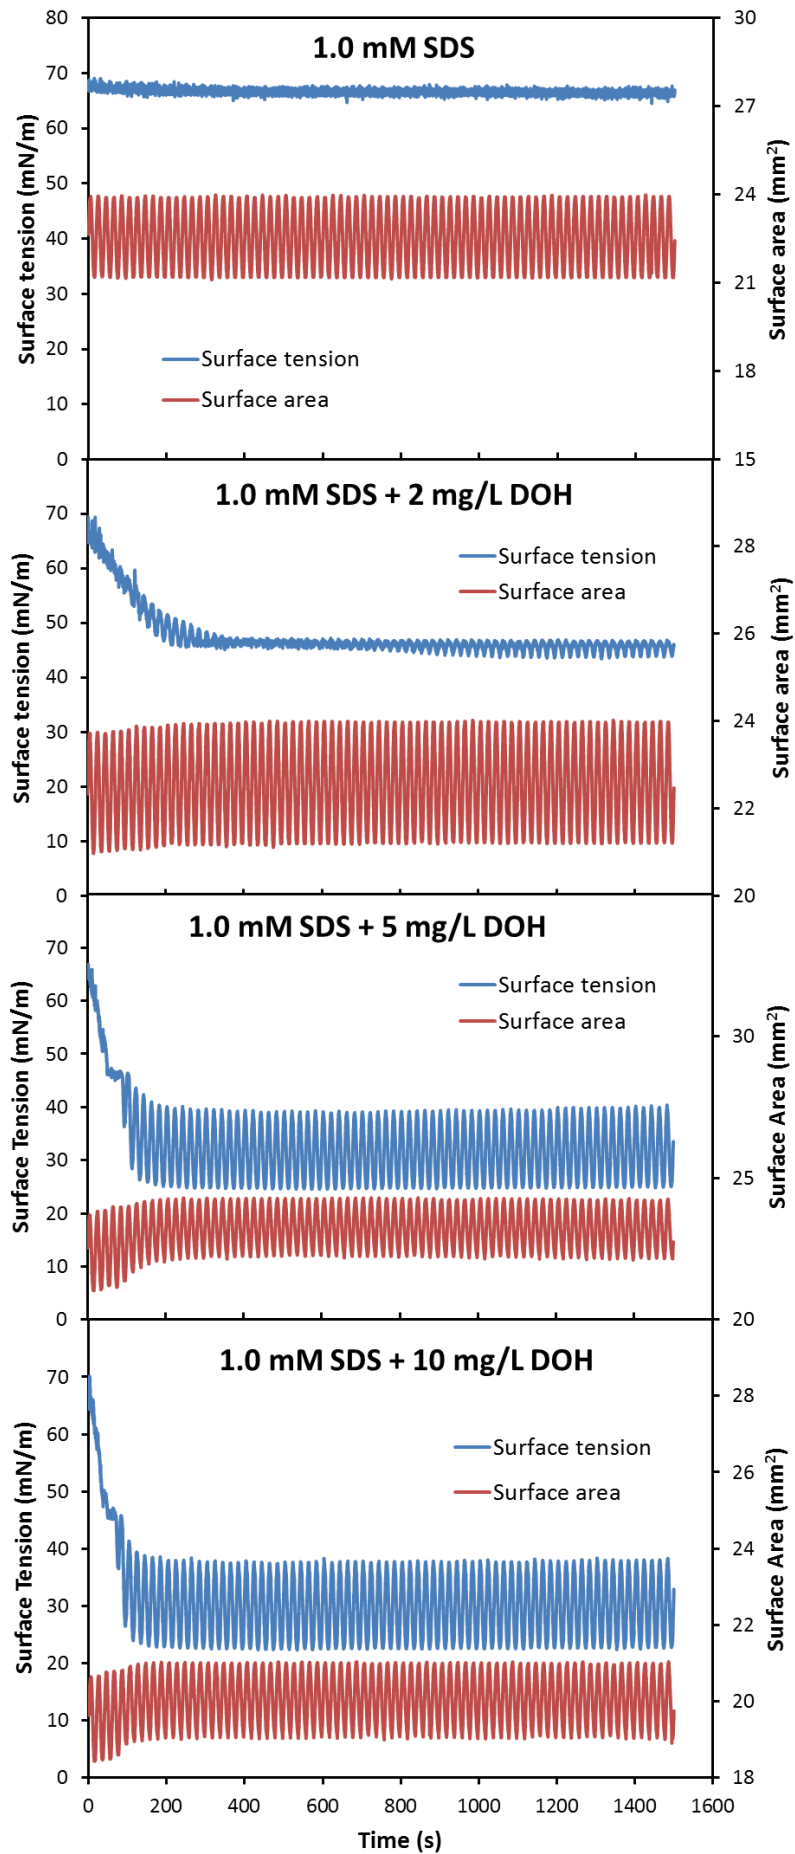 1.0 mM SDS
Surface tension (mN/m)
80
70
60
50
40
30
20
10
0
Surface tension
Surface area
30
27
24
21
18
15
Surface area (mm²)
1.0 mM SDS + 2 mg/L DOH
Surface tension (mN/m)
70
60
50
40
30
20
10
0
Surface tension
Surface area
28
26
24
22
20
Surface area (mm²)
1.0 mM SDS + 5 mg/L DOH
Surface Tension (mN/m)
70
60
50
40
30
20
10
0
Surface tension
Surface area
30
25
20
Surface Area (mm²)
1.0 mM SDS + 10 mg/L DOH
Surface Tension (mN/m)
70
60
50
40
30
20
10
0
Surface tension
Surface area
28
26
24
22
20
18
Surface Area (mm²)
0 200 400 600 800 1000 1200 1400 1600
Time (s)